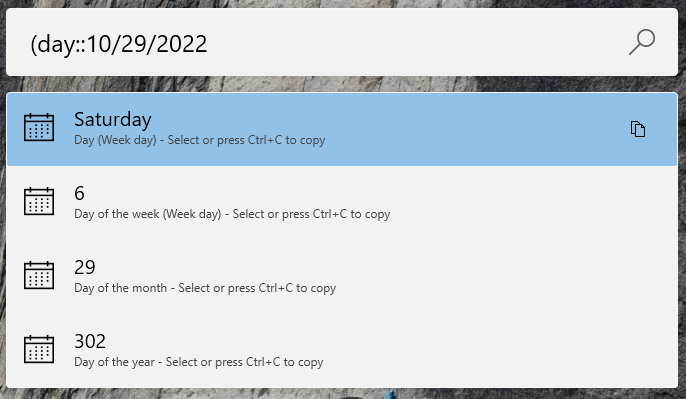 (day::10/29/2022
Saturday
Day (Week day) - Select or press Ctrl+C to copy
6
Day of the week (Week day) - Select or press Ctrl+C to copy
29
Day of the month - Select or press Ctrl+C to copy
302
Day of the year - Select or press Ctrl+C to copy